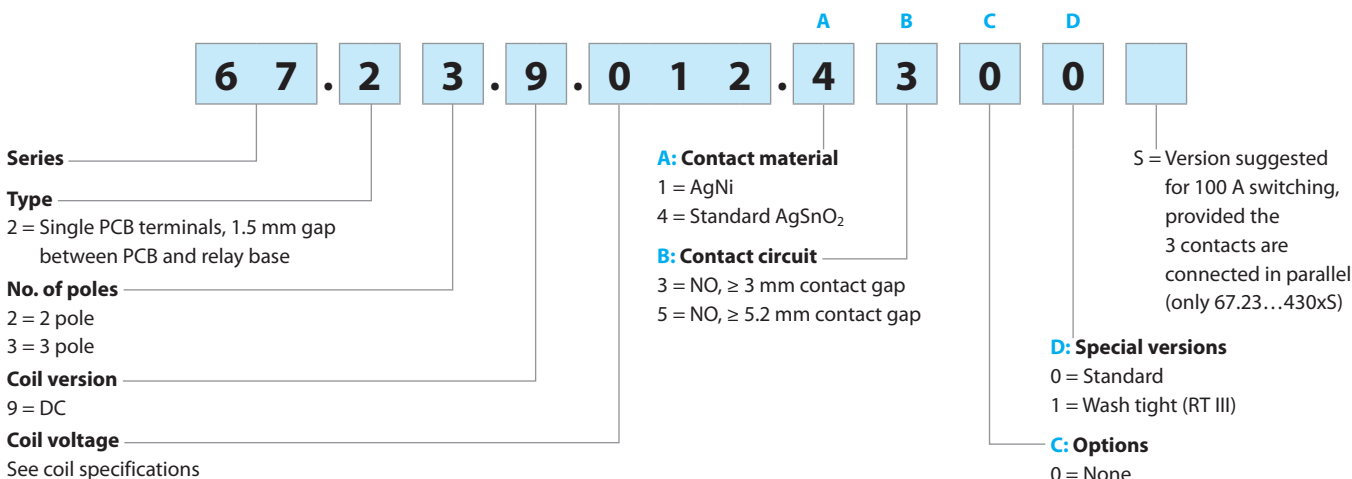 A B C D
6 7 . 2 3 . 9 . 0 1 2 . 4 3 0 0
Series
Type
2 = Single PCB terminals, 1.5 mm gap
between PCB and relay base
No. of poles
2 = 2 pole
3 = 3 pole
Coil version
9 = DC
Coil voltage
See coil specifications
A: Contact material
1 = AgNi
4 = Standard AgSnO₂
B: Contact circuit
3 = NO, ≥ 3 mm contact gap
5 = NO, ≥ 5.2 mm contact gap
S = Version suggested
for 100 A switching,
provided the
3 contacts are
connected in parallel
(only 67.23…430xS)
D: Special versions
0 = Standard
1 = Wash tight (RT III)
C: Options
0 = None